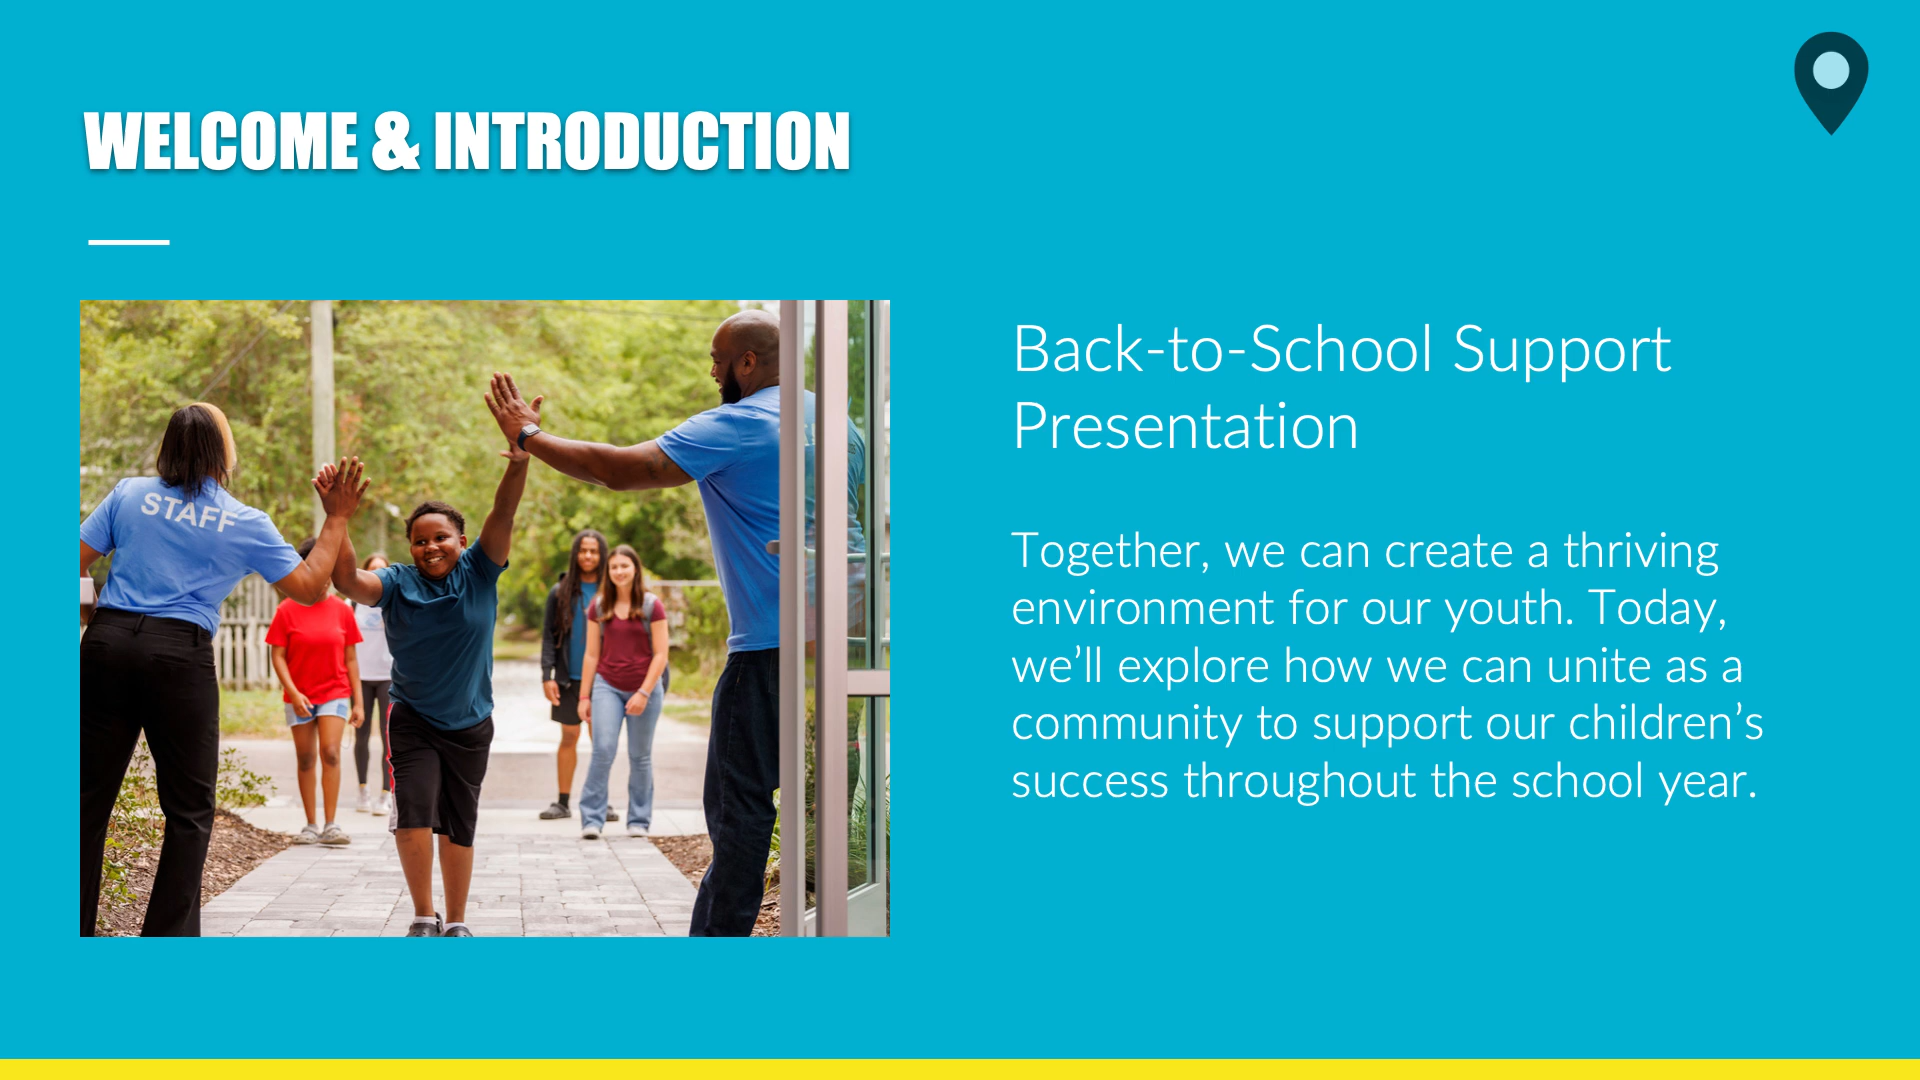 WELCOME & INTRODUCTION
STAFF
Back-to-School Support
Presentation
Together, we can create a thriving
environment for our youth. Today,
we’ll explore how we can unite as a
community to support our children’s
success throughout the school year.